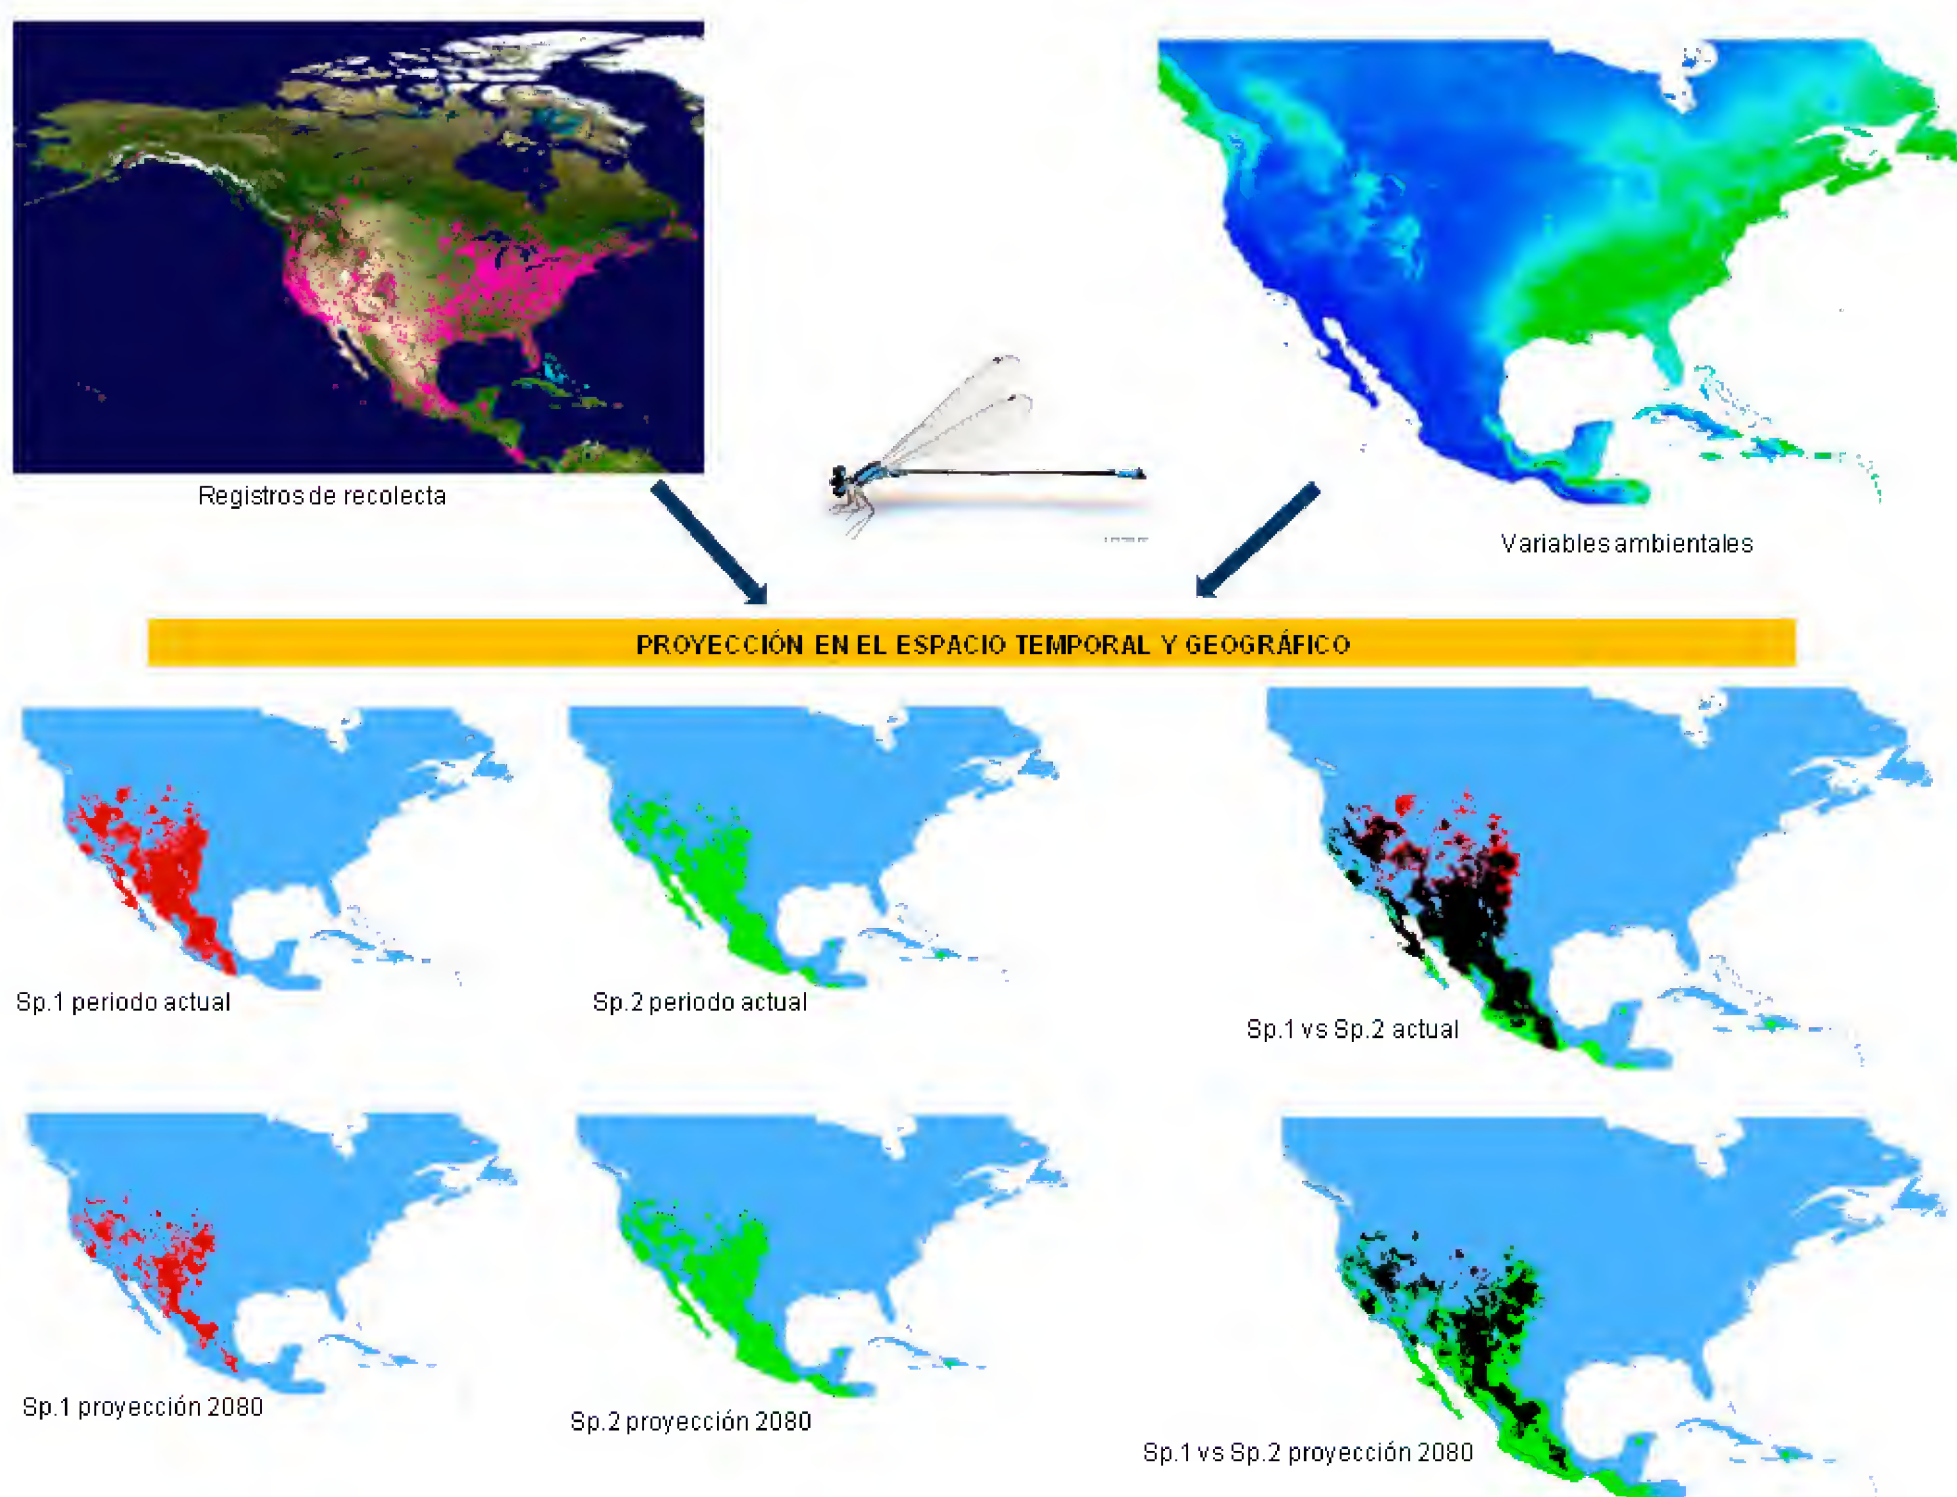 Registros de recolecta
Variables ambientales
PROYECCIÓN EN EL ESPACIO TEMPORAL Y GEOGRÁFICO
Sp.1 periodo actual
Sp.2 periodo actual
Sp.1 vs Sp.2 actual
Sp.1 proyección 2080
Sp.2 proyección 2080
Sp.1 vs Sp.2 proyección 2080